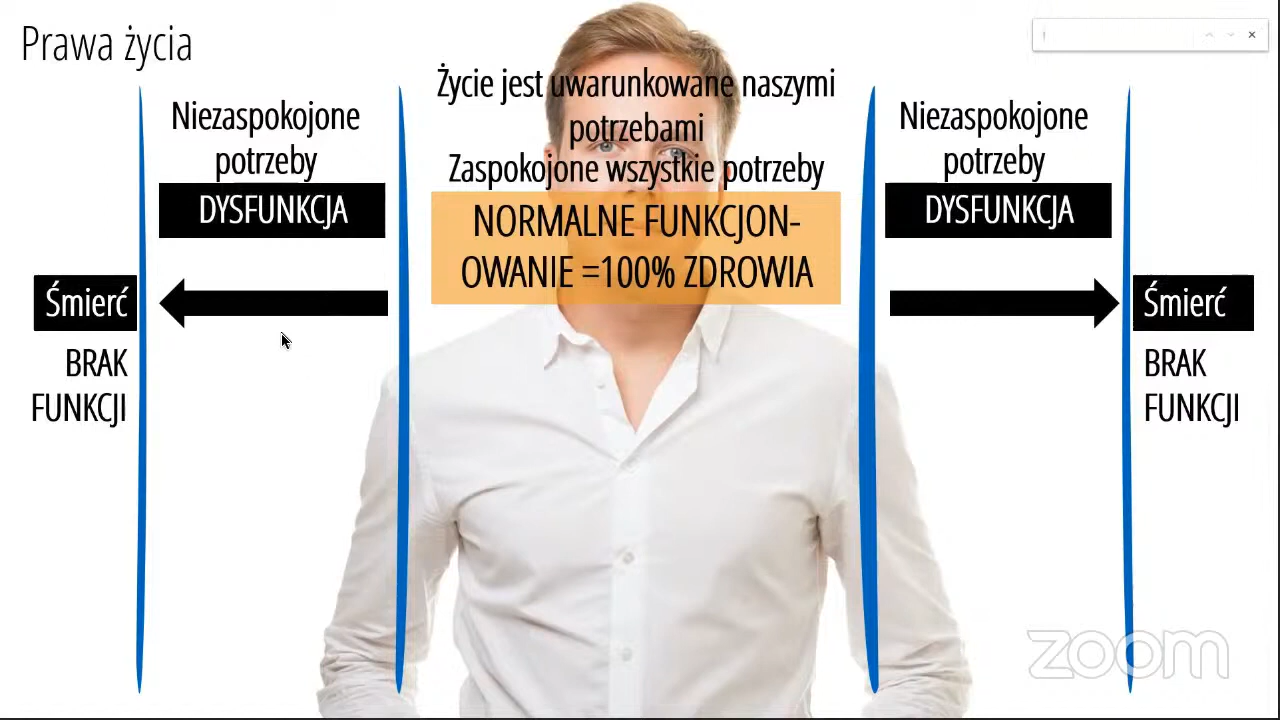 Prawa życia
Niezaspokojone
potrzeby
DYSFUNKCJA
Śmierć
BRAK
FUNKCJI
Życie jest uwarunkowane naszymi
potrzebami
Zaspokojone wszystkie potrzeby
NORMALNE FUNKCJON-
OWANIE =100% ZDROWIA
Niezaspokojone
potrzeby
DYSFUNKCJA
Śmierć
BRAK
FUNKCJI
zoom